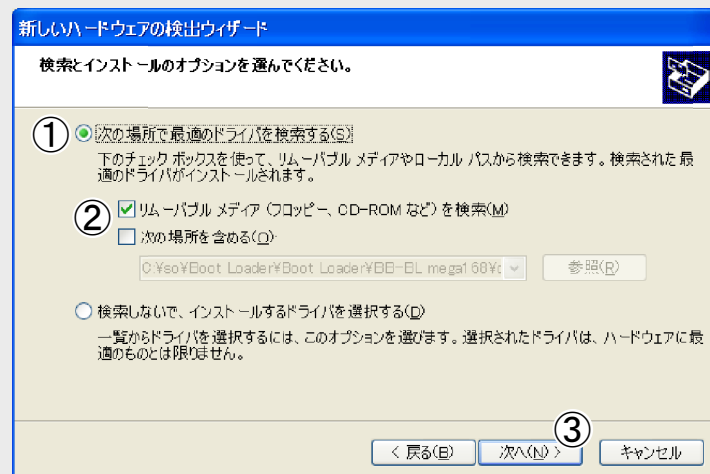 新しいハードウェアの検出ウィザード
検索とインストールのオプションを選んでください。
① 次の場所で最適のドライバを検索する(S)
下のチェック ボックスを使って、リムーバブル メディアやローカル パスから検索できます。検索された最
適のドライバがインストールされます。
② リムーバブル メディア (フロッピー、CD-ROM など) を検索(M)
次の場所を含める(O):
C:¥so¥Boot Loader¥Boot Loader¥BB-BL mega168¥c
参照(R)
検索しないで、インストールするドライバを選択する(D)
一覧からドライバを選択するには、このオプションを選びます。選択されたドライバは、ハードウェアに最
適のものとは限りません。
③
< 戻る(B) 次へ(N) > キャンセル